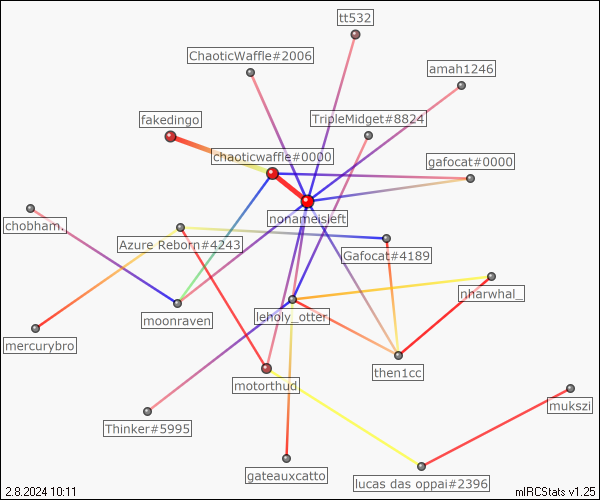 tt532
ChaoticWaffle#2006
amah1246
fakedingo
TripleMidget#8824
chaoticwaffle#0000
gafocat#0000
nonameisleft
chobham.
Azure Reborn#4243
Gafocat#4189
nharwhal_
moonraven
leholy_otter
mercurybro
then1cc
motorthud
mukszi
Thinker#5995
gateauxcatto
lucas das oppai#2396
2.8.2024 10:11
mIRCStats v1.25